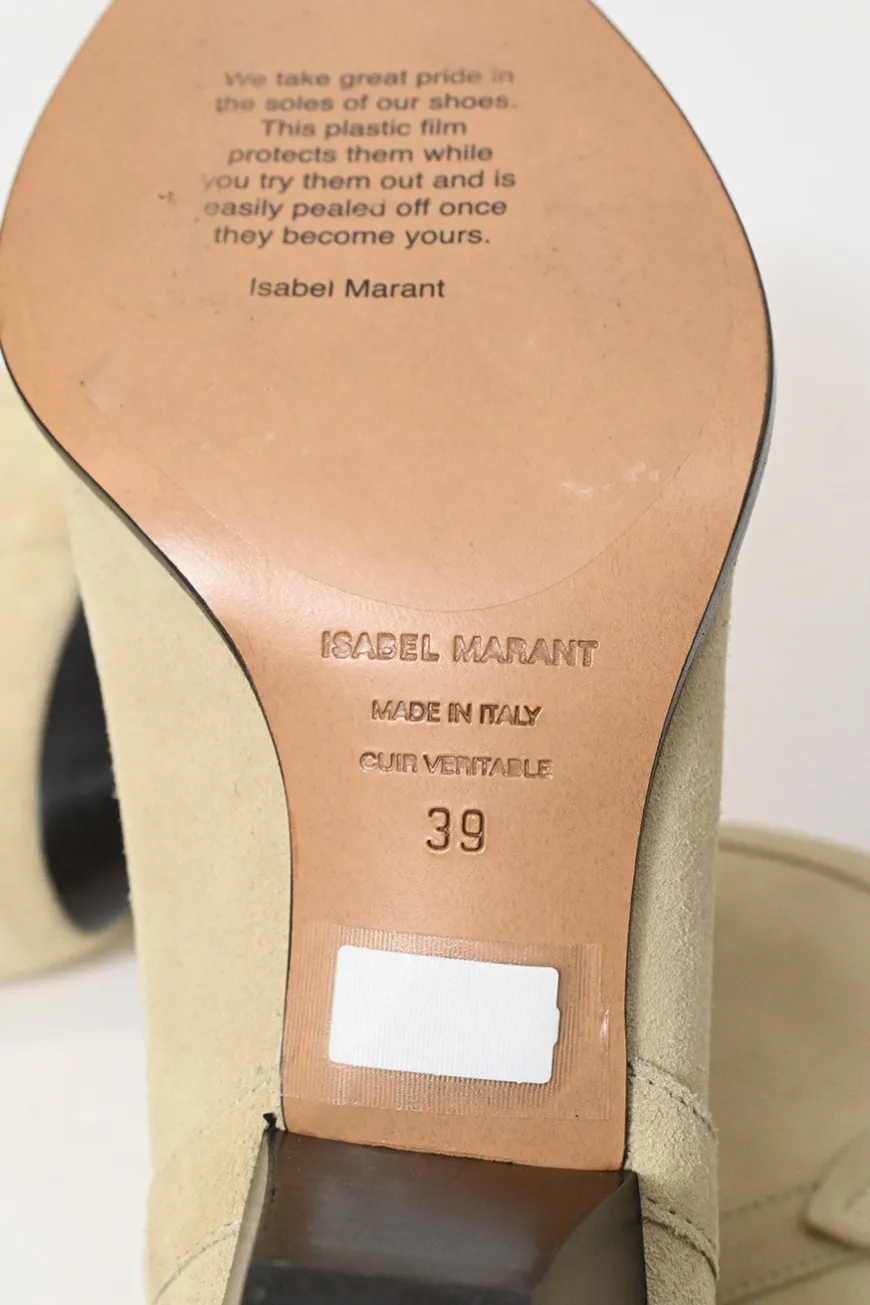 We take great pride in
the soles of our shoes.
This plastic film
protects them while
you try them out and is
easily pealed off once
they become yours.
Isabel Marant
ISABEL MARANT
MADE IN ITALY
CUIR VERITABLE
39